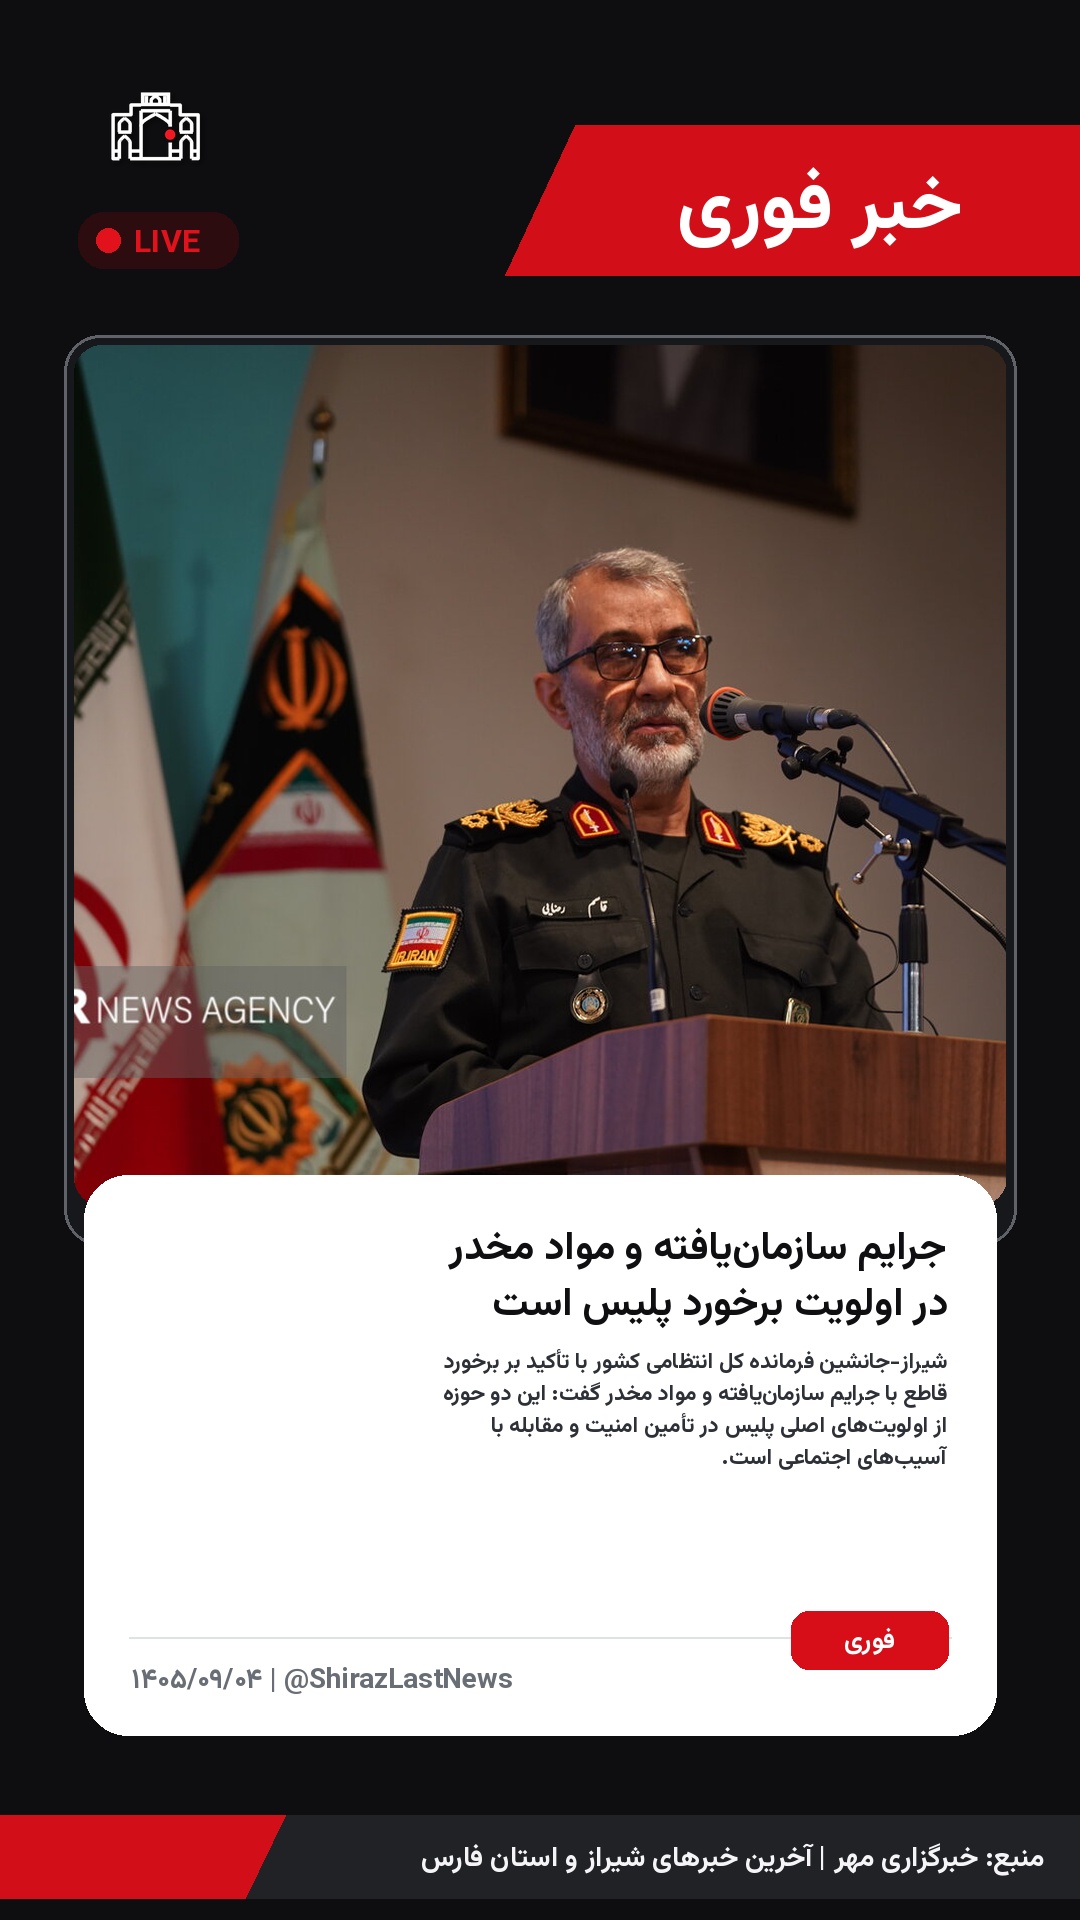 LIVE
خبر فوری
قاسم رضایی
I.R.IRAN
R NEWS AGENCY
جرایم سازمان‌یافته و مواد مخدر
در اولویت برخورد پلیس است
شیراز-جانشین فرمانده کل انتظامی کشور با تأکید بر برخورد
قاطع با جرایم سازمان‌یافته و مواد مخدر گفت: این دو حوزه
از اولویت‌های اصلی پلیس در تأمین امنیت و مقابله با
آسیب‌های اجتماعی است.
فوری
۱۴۰۵/۰۹/۰۴ | @ShirazLastNews
منبع: خبرگزاری مهر | آخرین خبرهای شیراز و استان فارس